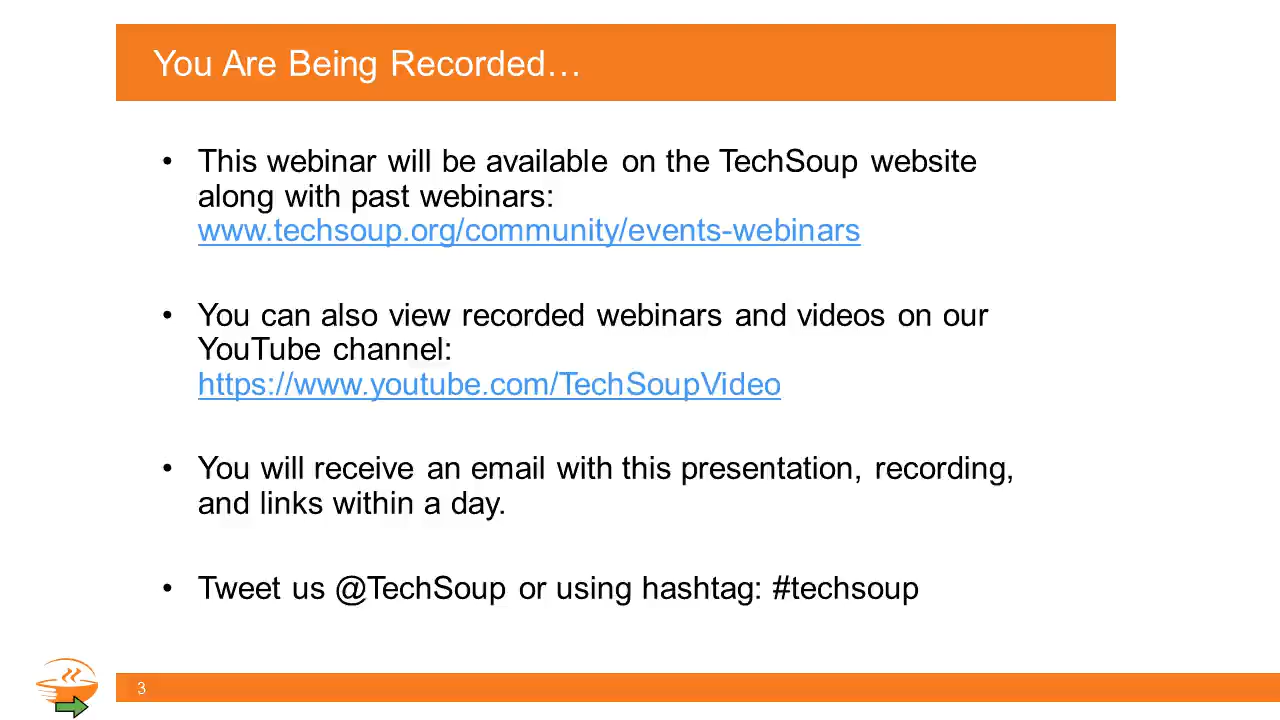 You Are Being Recorded…
• This webinar will be available on the TechSoup website
along with past webinars:
www.techsoup.org/community/events-webinars
• You can also view recorded webinars and videos on our
YouTube channel:
https://www.youtube.com/TechSoupVideo
• You will receive an email with this presentation, recording,
and links within a day.
• Tweet us @TechSoup or using hashtag: #techsoup
3